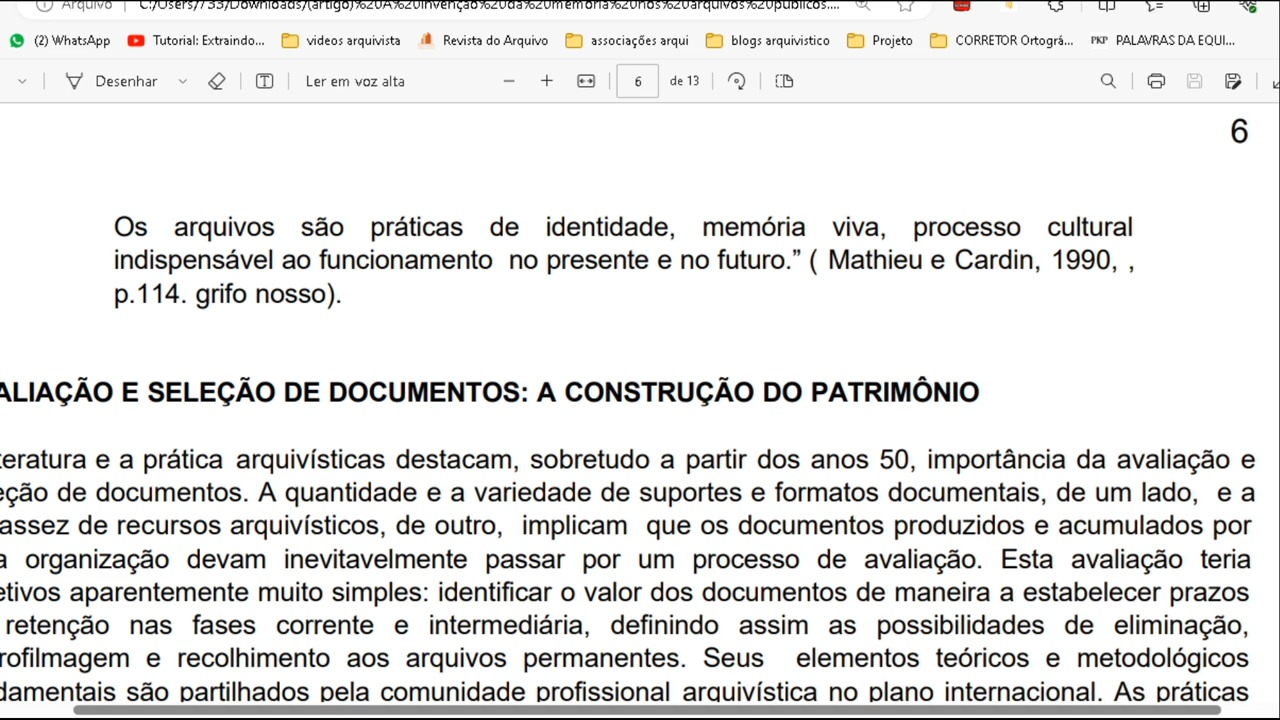 Arquivo C:/Users/733/Downloads/(artigo)%20A%20invenção%20da%20memória%20nos%20arquivos%20públicos....
(2) WhatsApp Tutorial: Extraindo... videos arquivista Revista do Arquivo associações arqui blogs arquivistico Projeto CORRETOR Ortográ... PKP PALAVRAS DA EQUI...
Desenhar Ler em voz alta 6 de 13
6
Os arquivos são práticas de identidade, memória viva, processo cultural
indispensável ao funcionamento no presente e no futuro.” ( Mathieu e Cardin, 1990, ,
p.114. grifo nosso).
ALIAÇÃO E SELEÇÃO DE DOCUMENTOS: A CONSTRUÇÃO DO PATRIMÔNIO
teratura e a prática arquivísticas destacam, sobretudo a partir dos anos 50, importância da avaliação e
eção de documentos. A quantidade e a variedade de suportes e formatos documentais, de um lado, e a
assez de recursos arquivísticos, de outro, implicam que os documentos produzidos e acumulados por
a organização devam inevitavelmente passar por um processo de avaliação. Esta avaliação teria
etivos aparentemente muito simples: identificar o valor dos documentos de maneira a estabelecer prazos
retenção nas fases corrente e intermediária, definindo assim as possibilidades de eliminação,
rofilmagem e recolhimento aos arquivos permanentes. Seus elementos teóricos e metodológicos
damentais são partilhados pela comunidade profissional arquivística no plano internacional. As práticas